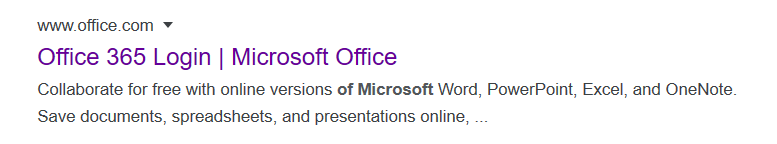 www.office.com
Office 365 Login | Microsoft Office
Collaborate for free with online versions of Microsoft Word, PowerPoint, Excel, and OneNote.
Save documents, spreadsheets, and presentations online, ...